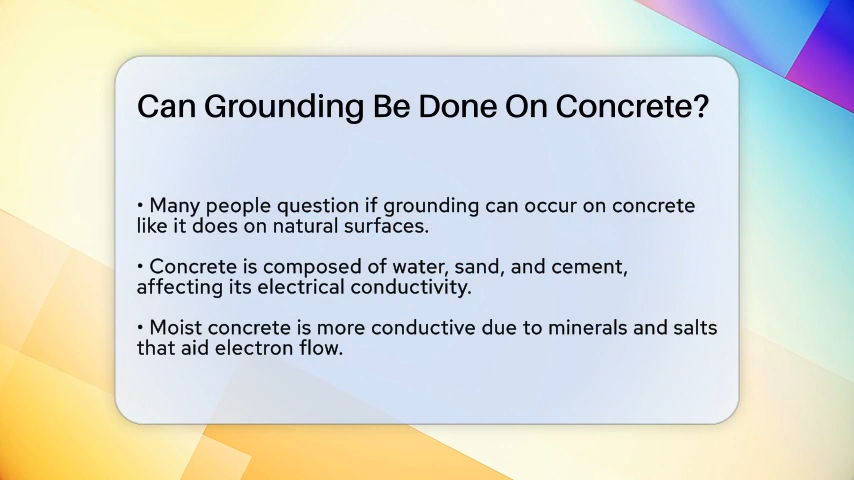 Can Grounding Be Done On Concrete?
• Many people question if grounding can occur on concrete
like it does on natural surfaces.
• Concrete is composed of water, sand, and cement,
affecting its electrical conductivity.
• Moist concrete is more conductive due to minerals and salts
that aid electron flow.